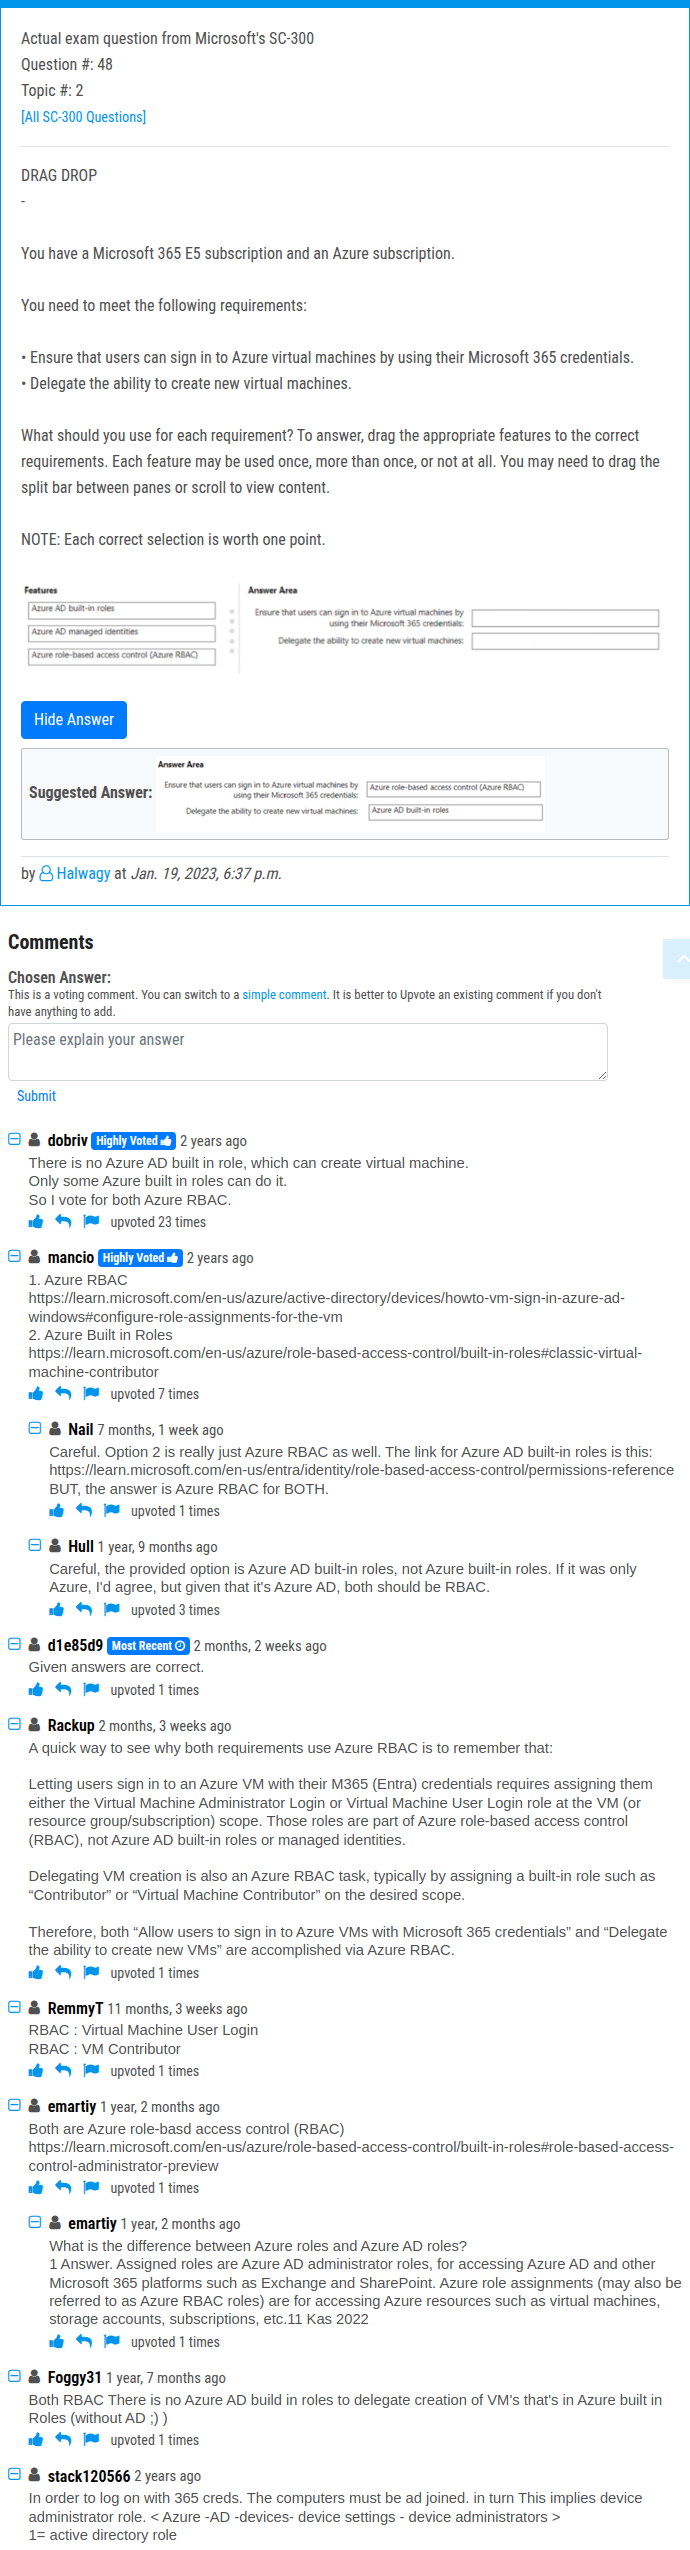 Actual exam question from Microsoft's SC-300
Question #: 48
Topic #: 2
[All SC-300 Questions]
DRAG DROP
-
You have a Microsoft 365 E5 subscription and an Azure subscription.
You need to meet the following requirements:
• Ensure that users can sign in to Azure virtual machines by using their Microsoft 365 credentials.
• Delegate the ability to create new virtual machines.
What should you use for each requirement? To answer, drag the appropriate features to the correct
requirements. Each feature may be used once, more than once, or not at all. You may need to drag the
split bar between panes or scroll to view content.
NOTE: Each correct selection is worth one point.
Features
Azure AD built-in roles
Azure AD managed identities
Azure role-based access control (Azure RBAC)
Answer Area
Ensure that users can sign in to Azure virtual machines by
using their Microsoft 365 credentials:
Delegate the ability to create new virtual machines:
Hide Answer
Suggested Answer:
Answer Area
Ensure that users can sign in to Azure virtual machines by
using their Microsoft 365 credentials:
Azure role-based access control (Azure RBAC)
Delegate the ability to create new virtual machines:
Azure AD built-in roles
by Halwagy at Jan. 19, 2023, 6:37 p.m.
Comments
Chosen Answer:
This is a voting comment. You can switch to a simple comment. It is better to Upvote an existing comment if you don't
have anything to add.
Please explain your answer
Submit
dobriv Highly Voted 2 years ago
There is no Azure AD built in role, which can create virtual machine.
Only some Azure built in roles can do it.
So I vote for both Azure RBAC.
upvoted 23 times
mancio Highly Voted 2 years ago
1. Azure RBAC
https://learn.microsoft.com/en-us/azure/active-directory/devices/howto-vm-sign-in-azure-ad-
windows#configure-role-assignments-for-the-vm
2. Azure Built in Roles
https://learn.microsoft.com/en-us/azure/role-based-access-control/built-in-roles#classic-virtual-
machine-contributor
upvoted 7 times
Nail 7 months, 1 week ago
Careful. Option 2 is really just Azure RBAC as well. The link for Azure AD built-in roles is this:
https://learn.microsoft.com/en-us/entra/identity/role-based-access-control/permissions-reference
BUT, the answer is Azure RBAC for BOTH.
upvoted 1 times
Hull 1 year, 9 months ago
Careful, the provided option is Azure AD built-in roles, not Azure built-in roles. If it was only
Azure, I'd agree, but given that it's Azure AD, both should be RBAC.
upvoted 3 times
d1e85d9 Most Recent 2 months, 2 weeks ago
Given answers are correct.
upvoted 1 times
Rackup 2 months, 3 weeks ago
A quick way to see why both requirements use Azure RBAC is to remember that:
Letting users sign in to an Azure VM with their M365 (Entra) credentials requires assigning them
either the Virtual Machine Administrator Login or Virtual Machine User Login role at the VM (or
resource group/subscription) scope. Those roles are part of Azure role-based access control
(RBAC), not Azure AD built-in roles or managed identities.
Delegating VM creation is also an Azure RBAC task, typically by assigning a built-in role such as
“Contributor” or “Virtual Machine Contributor” on the desired scope.
Therefore, both “Allow users to sign in to Azure VMs with Microsoft 365 credentials” and “Delegate
the ability to create new VMs” are accomplished via Azure RBAC.
upvoted 1 times
RemmyT 11 months, 3 weeks ago
RBAC : Virtual Machine User Login
RBAC : VM Contributor
upvoted 1 times
emartiy 1 year, 2 months ago
Both are Azure role-basd access control (RBAC)
https://learn.microsoft.com/en-us/azure/role-based-access-control/built-in-roles#role-based-access-
control-administrator-preview
upvoted 1 times
emartiy 1 year, 2 months ago
What is the difference between Azure roles and Azure AD roles?
1 Answer. Assigned roles are Azure AD administrator roles, for accessing Azure AD and other
Microsoft 365 platforms such as Exchange and SharePoint. Azure role assignments (may also be
referred to as Azure RBAC roles) are for accessing Azure resources such as virtual machines,
storage accounts, subscriptions, etc.11 Kas 2022
upvoted 1 times
Foggy31 1 year, 7 months ago
Both RBAC There is no Azure AD build in roles to delegate creation of VM's that's in Azure built in
Roles (without AD ;) )
upvoted 1 times
stack120566 2 years ago
In order to log on with 365 creds. The computers must be ad joined. in turn This implies device
administrator role. < Azure -AD -devices- device settings - device administrators >
1= active directory role